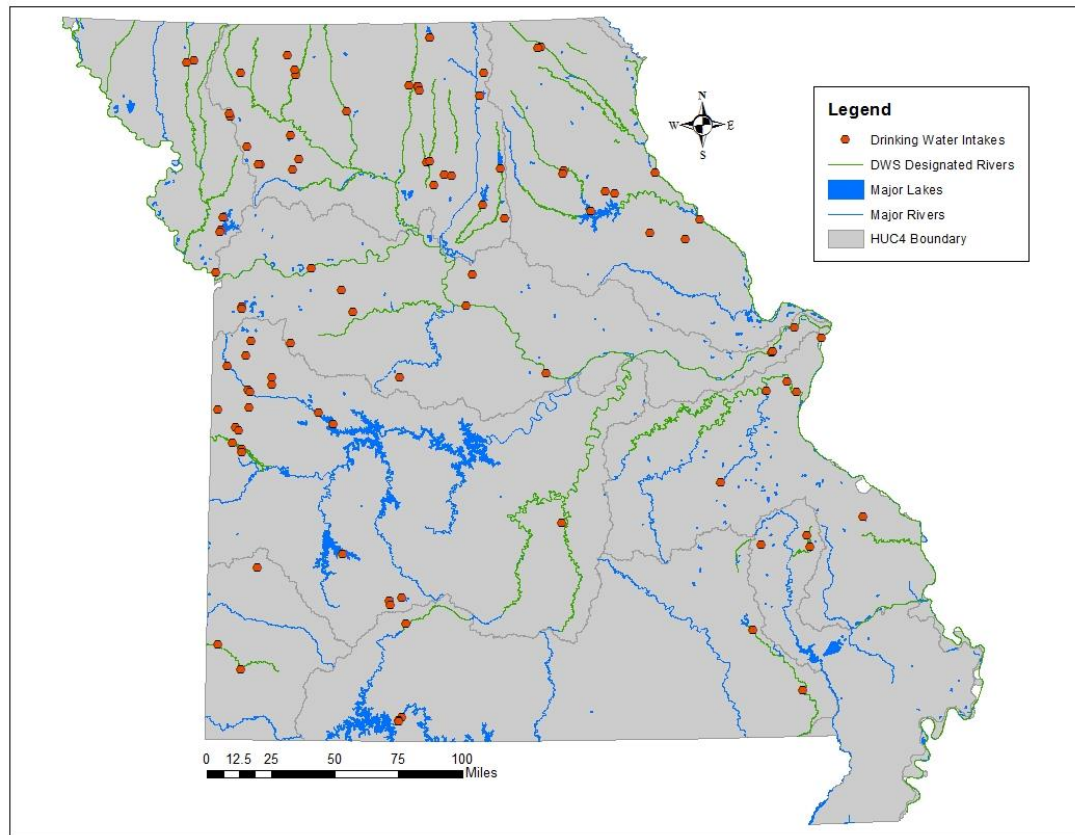 N
W E
S
Legend
Drinking Water Intakes
DWS Designated Rivers
Major Lakes
Major Rivers
HUC4 Boundary
0 12.5 25 50 75 100
Miles